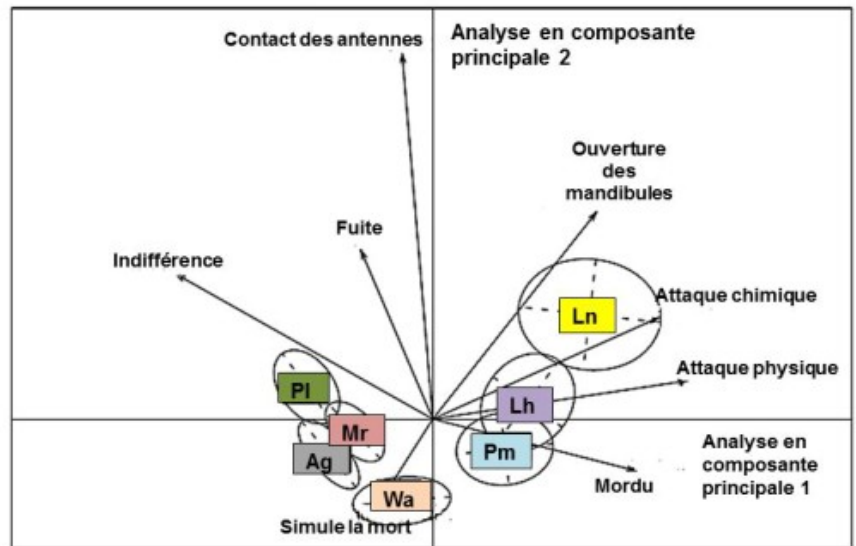 Contact des antennes
Analyse en composante
principale 2
Ouverture
des
mandibules
Fuite
Indifférence
Attaque chimique
Ln
Attaque physique
Pl
Lh
Mr
Ag
Pm
Analyse en
composante
principale 1
Mordu
Wa
Simule la mort